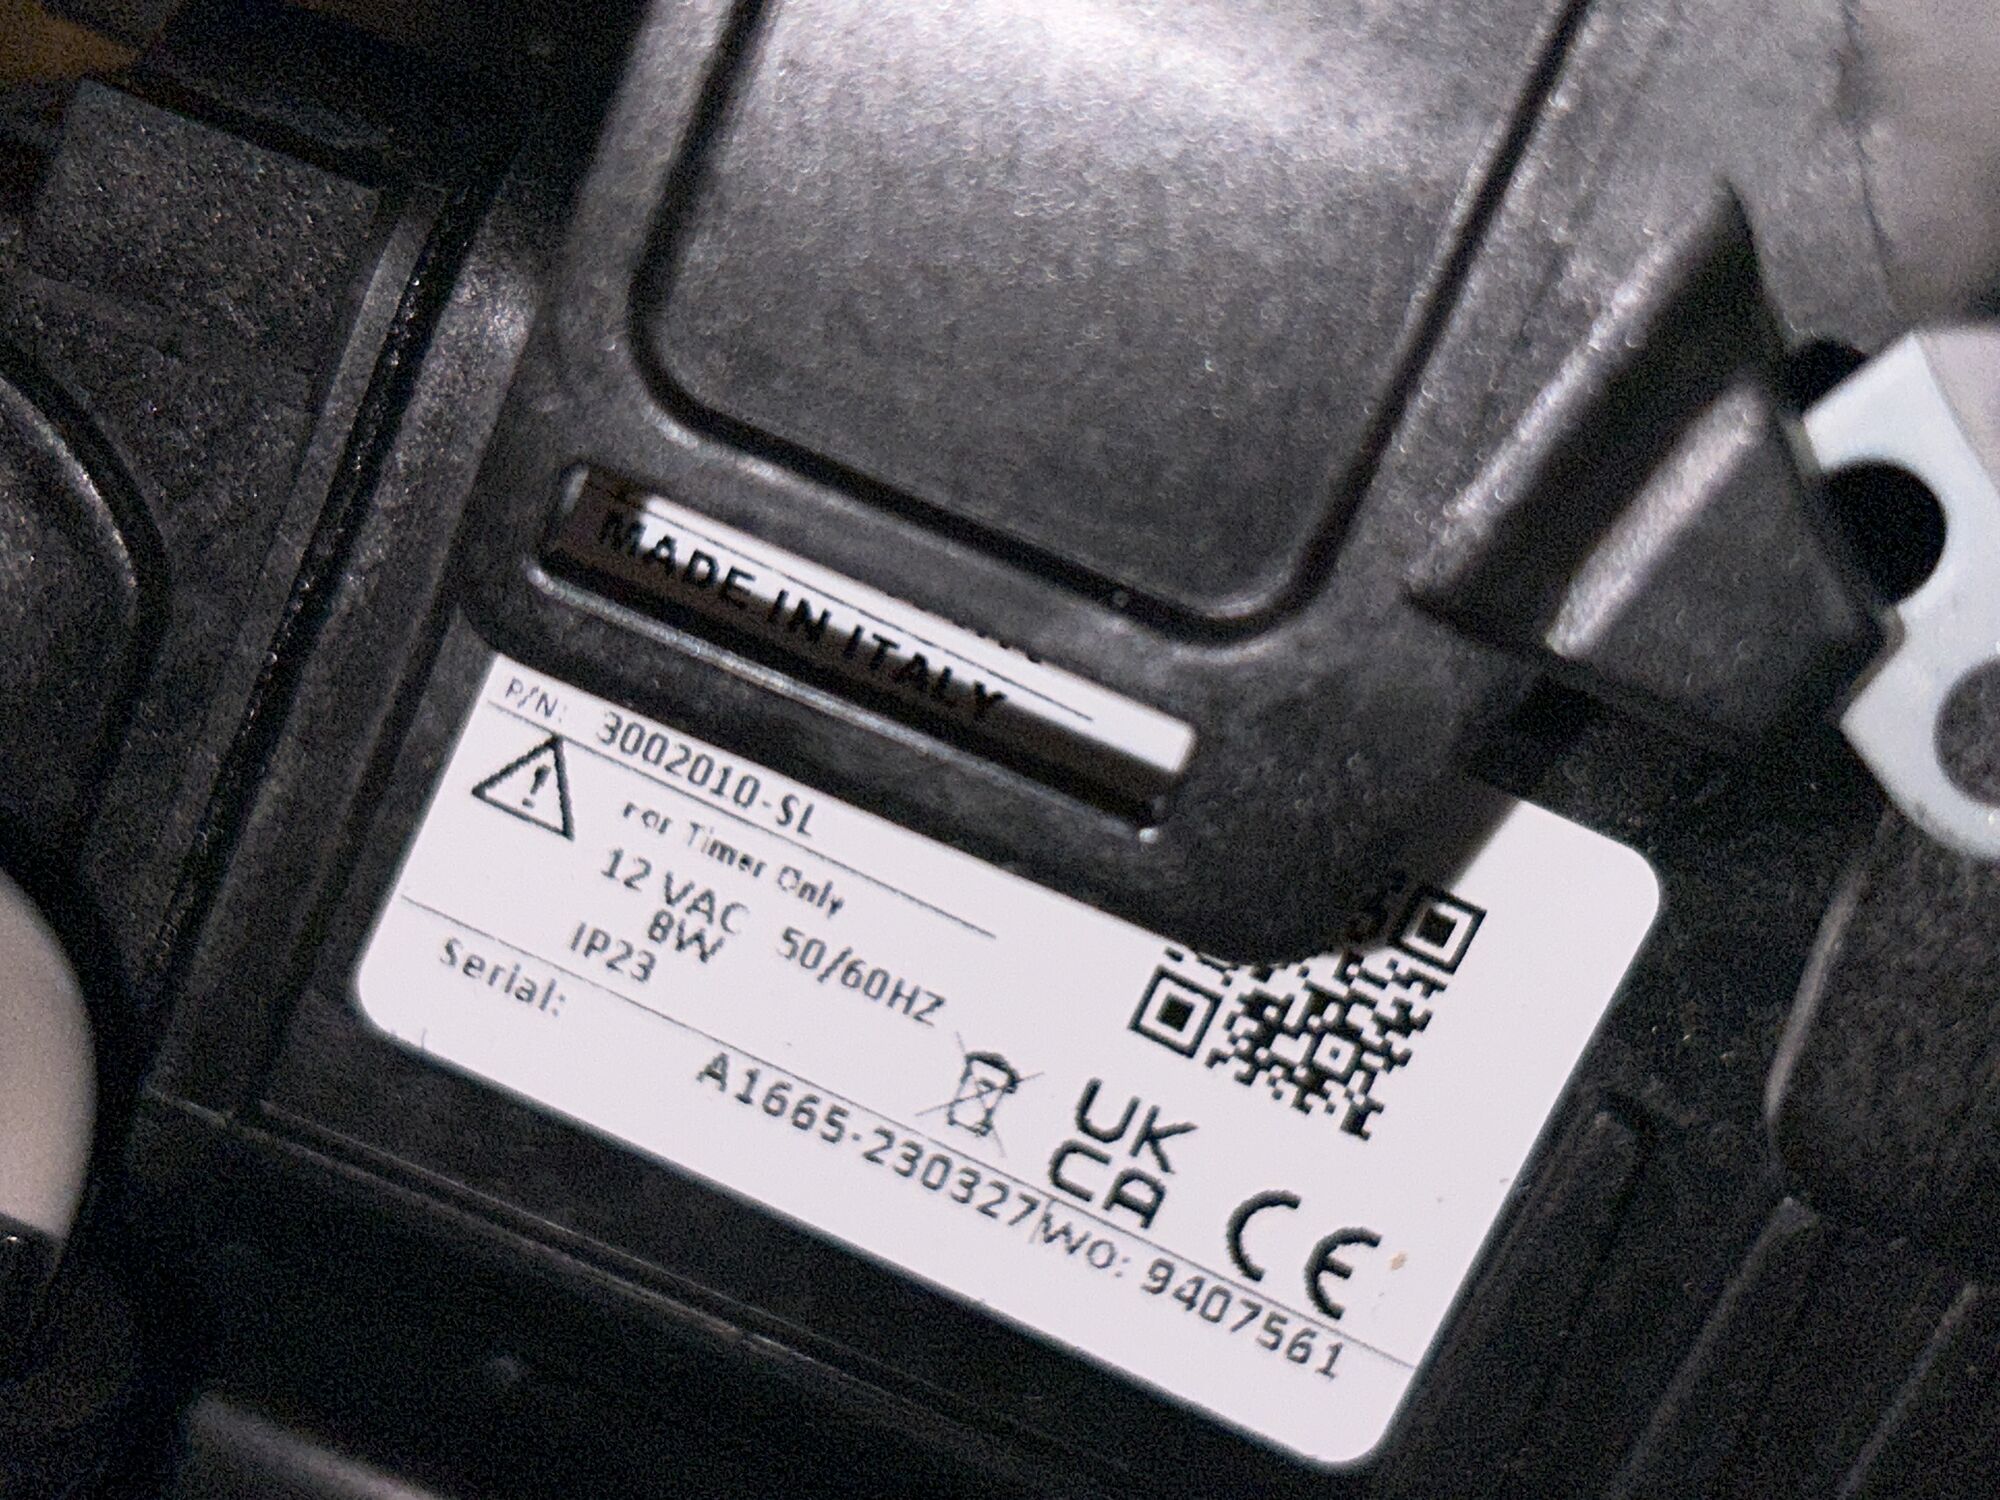 MADE IN ITALY
P/N: 3002010-SL
For Timer Only
12 VAC 50/60HZ
8W
IP23
UK
CA
CE
Serial: A1665-230327 WO: 9407561